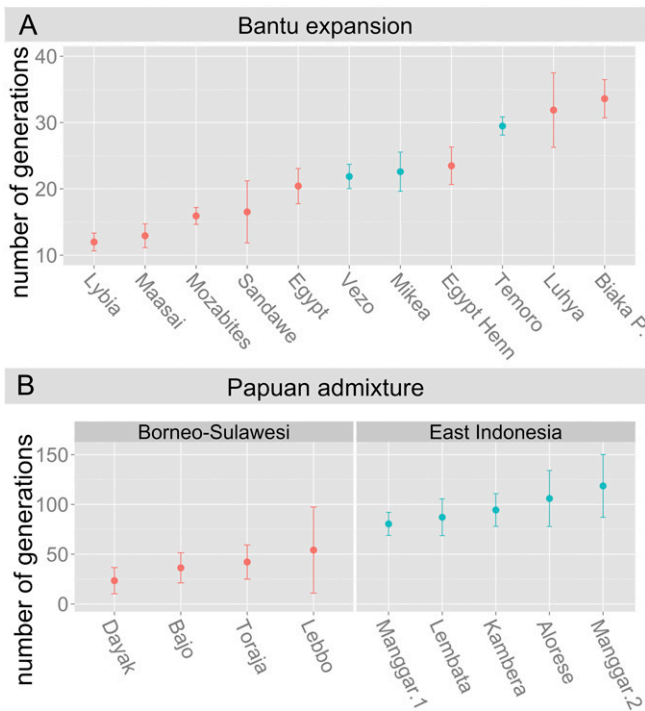 A
Bantu expansion
number of generations
40
30
20
10
Lybia
Maasai
Mozabites
Sandawe
Egypt
Vezo
Mikea
Egypt Henn
Temoro
Luhya
Biaka P.
B
Papuan admixture
Borneo-Sulawesi
East Indonesia
number of generations
150
100
50
0
Dayak
Bajo
Toraja
Lebbo
Manggar.1
Lembata
Kambera
Alorese
Manggar.2